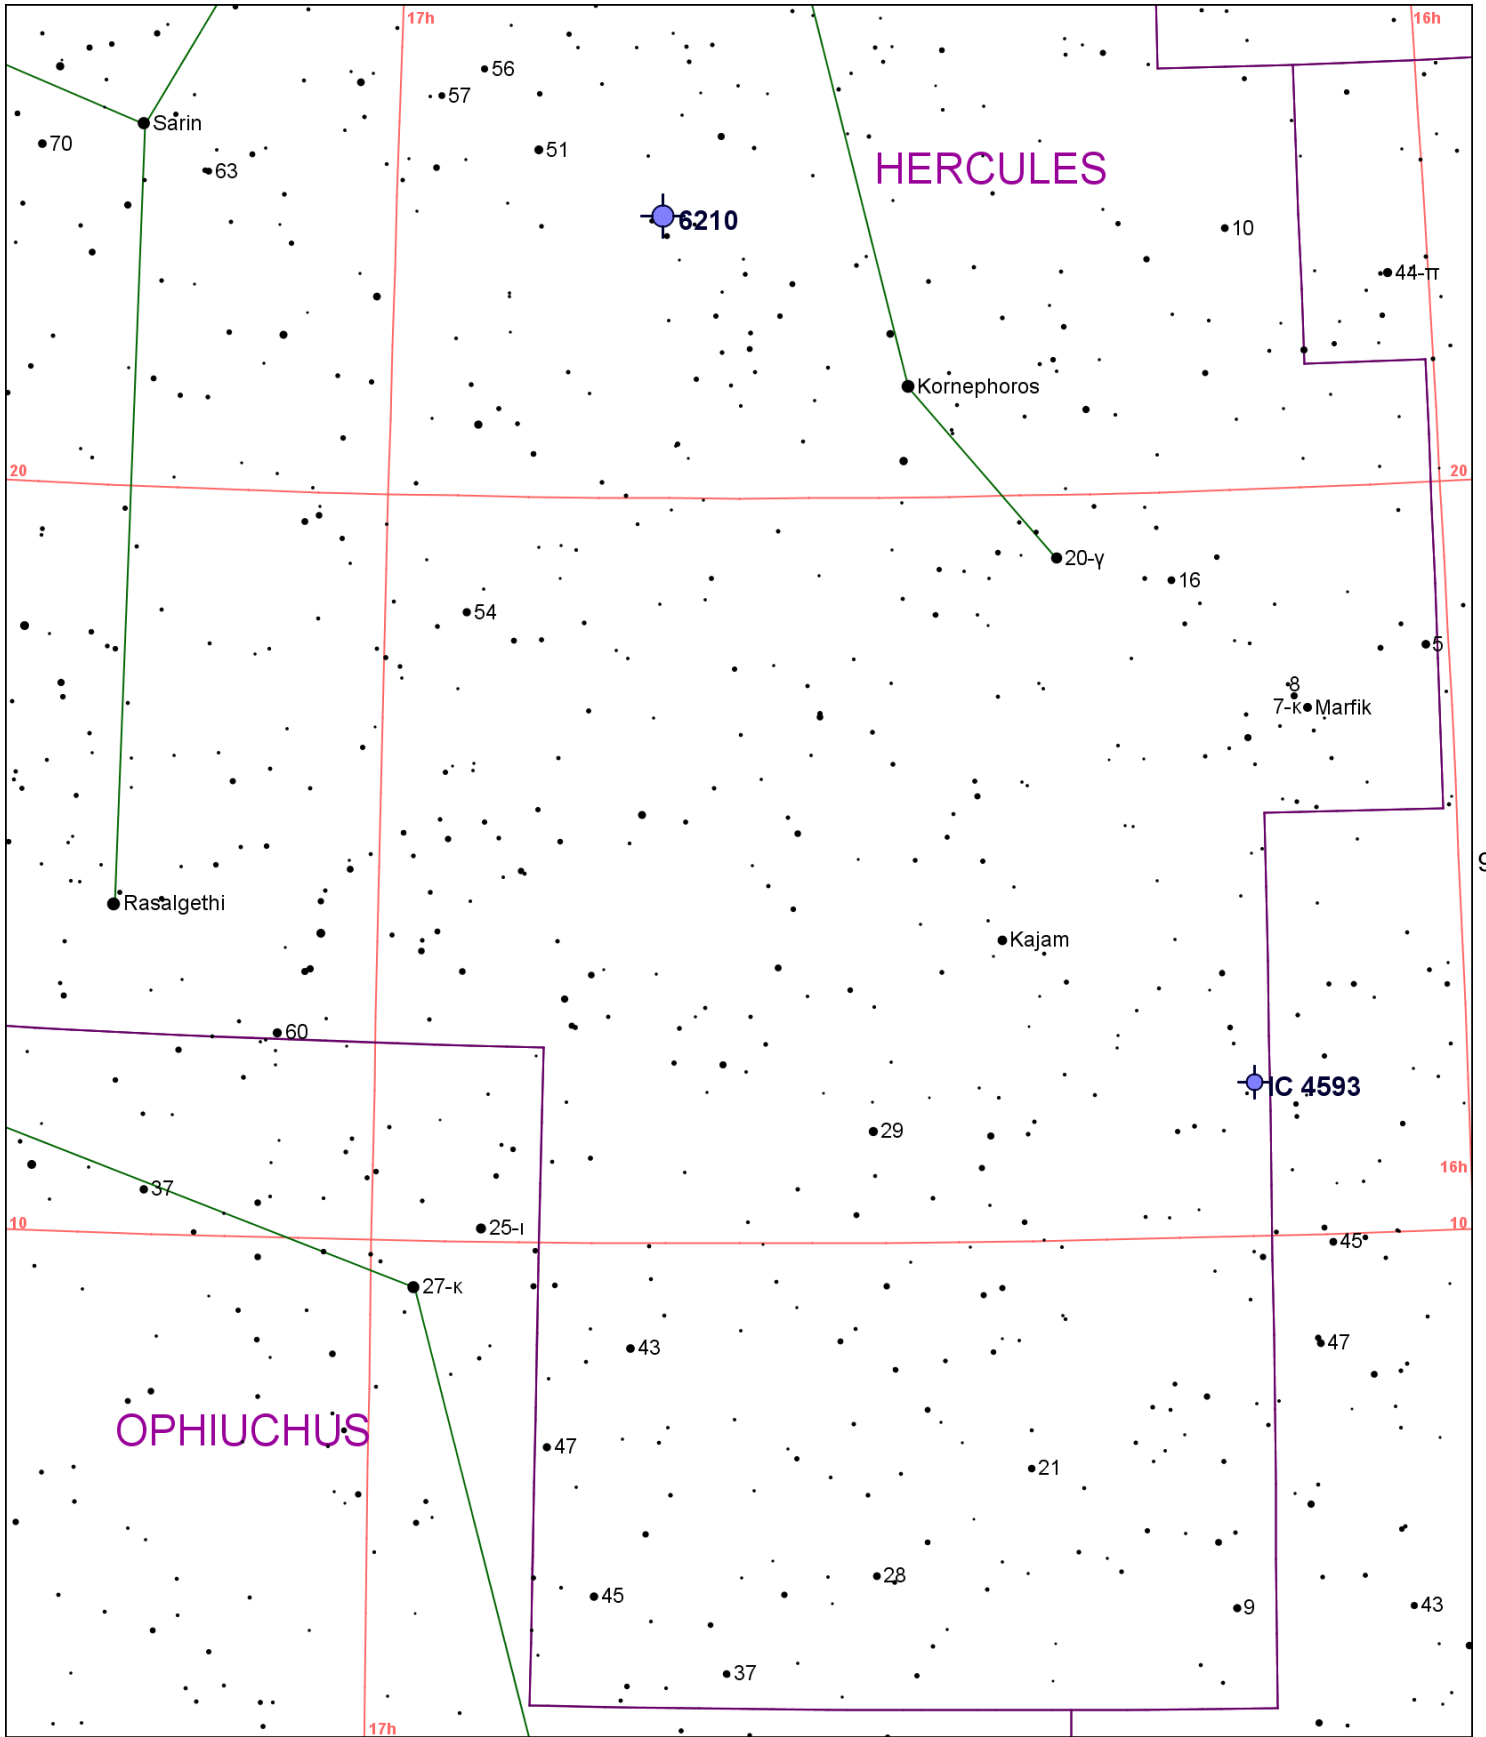 17h
16h
56
57
Sarin
70
51
63
HERCULES
6210
10
44-π
Kornephoros
20
20
20-γ
16
54
5
8
7-κ
Marfik
9
Rasalgethi
Kajam
60
IC 4593
29
16h
37
10
25-ι
10
45
27-κ
47
43
OPHIUCHUS
47
21
28
45
43
9
37
17h